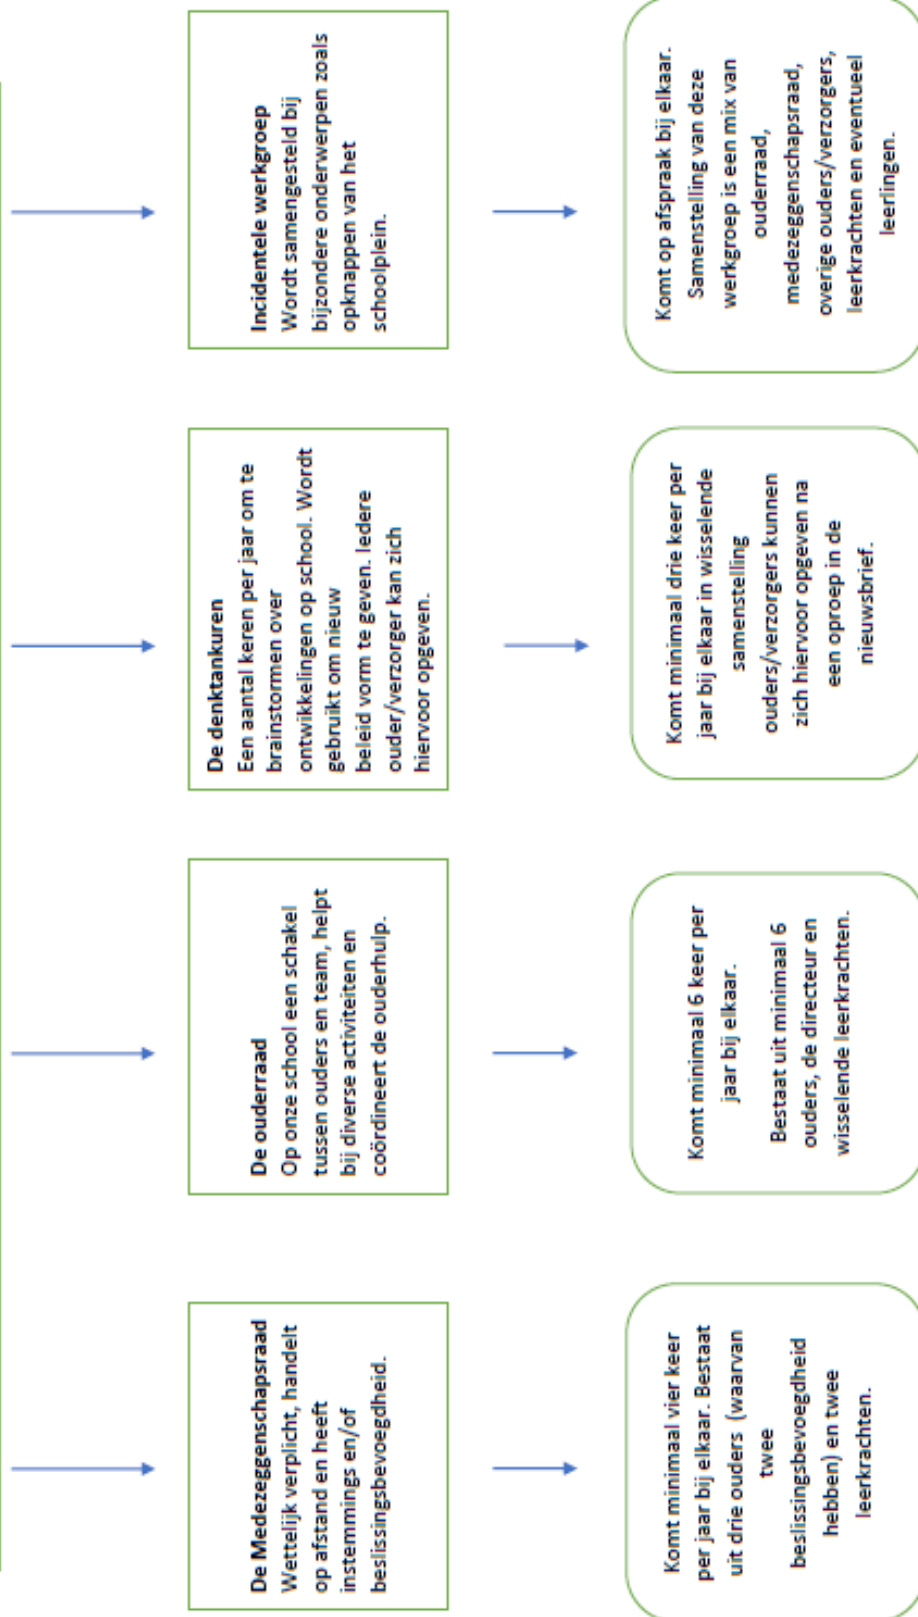 De Medezeggenschapsraad
Wettelijk verplicht, handelt
op afstand en heeft
instemmings en/of
beslissingsbevoegdheid.
De ouderraad
Op onze school een schakel
tussen ouders en team, helpt
bij diverse activiteiten en
coördineert de ouderhulp.
De denktankuren
Een aantal keren per jaar om te
brainstormen over
ontwikkelingen op school. Wordt
gebruikt om nieuw
beleid vorm te geven. Iedere
ouder/verzorger kan zich
hiervoor opgeven.
Incidentele werkgroep
Wordt samengesteld bij
bijzondere onderwerpen zoals
opknappen van het
schoolplein.
Komt minimaal vier keer
per jaar bij elkaar. Bestaat
uit drie ouders (waarvan
twee
beslissingsbevoegdheid
hebben) en twee
leerkrachten.
Komt minimaal 6 keer per
jaar bij elkaar.
Bestaat uit minimaal 6
ouders, de directeur en
wisselende leerkrachten.
Komt minimaal drie keer per
jaar bij elkaar in wisselende
samenstelling
ouders/verzorgers kunnen
zich hiervoor opgeven na
een oproep in de
nieuwsbrief.
Komt op afspraak bij elkaar.
Samenstelling van deze
werkgroep is een mix van
ouderraad,
medezeggenschapsraad,
overige ouders/verzorgers,
leerkrachten en eventueel
leerlingen.